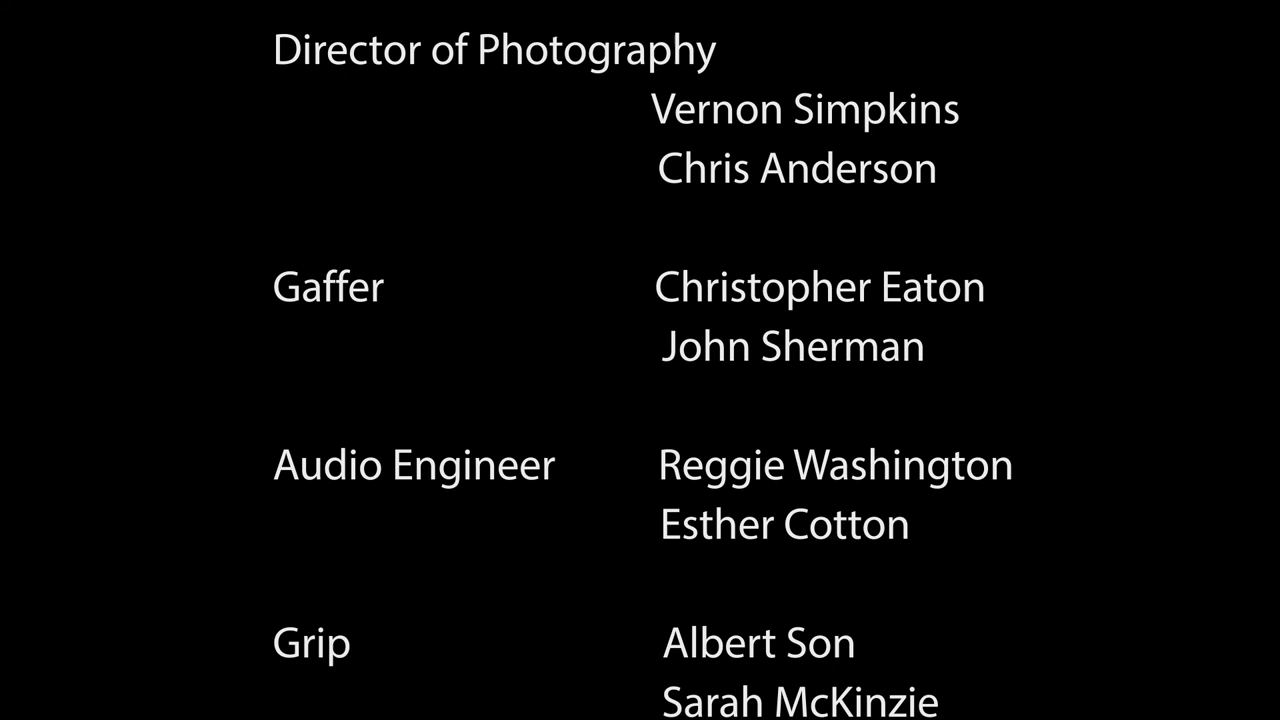 Director of Photography
Vernon Simpkins
Chris Anderson
Gaffer Christopher Eaton
John Sherman
Audio Engineer Reggie Washington
Esther Cotton
Grip Albert Son
Sarah McKinzie